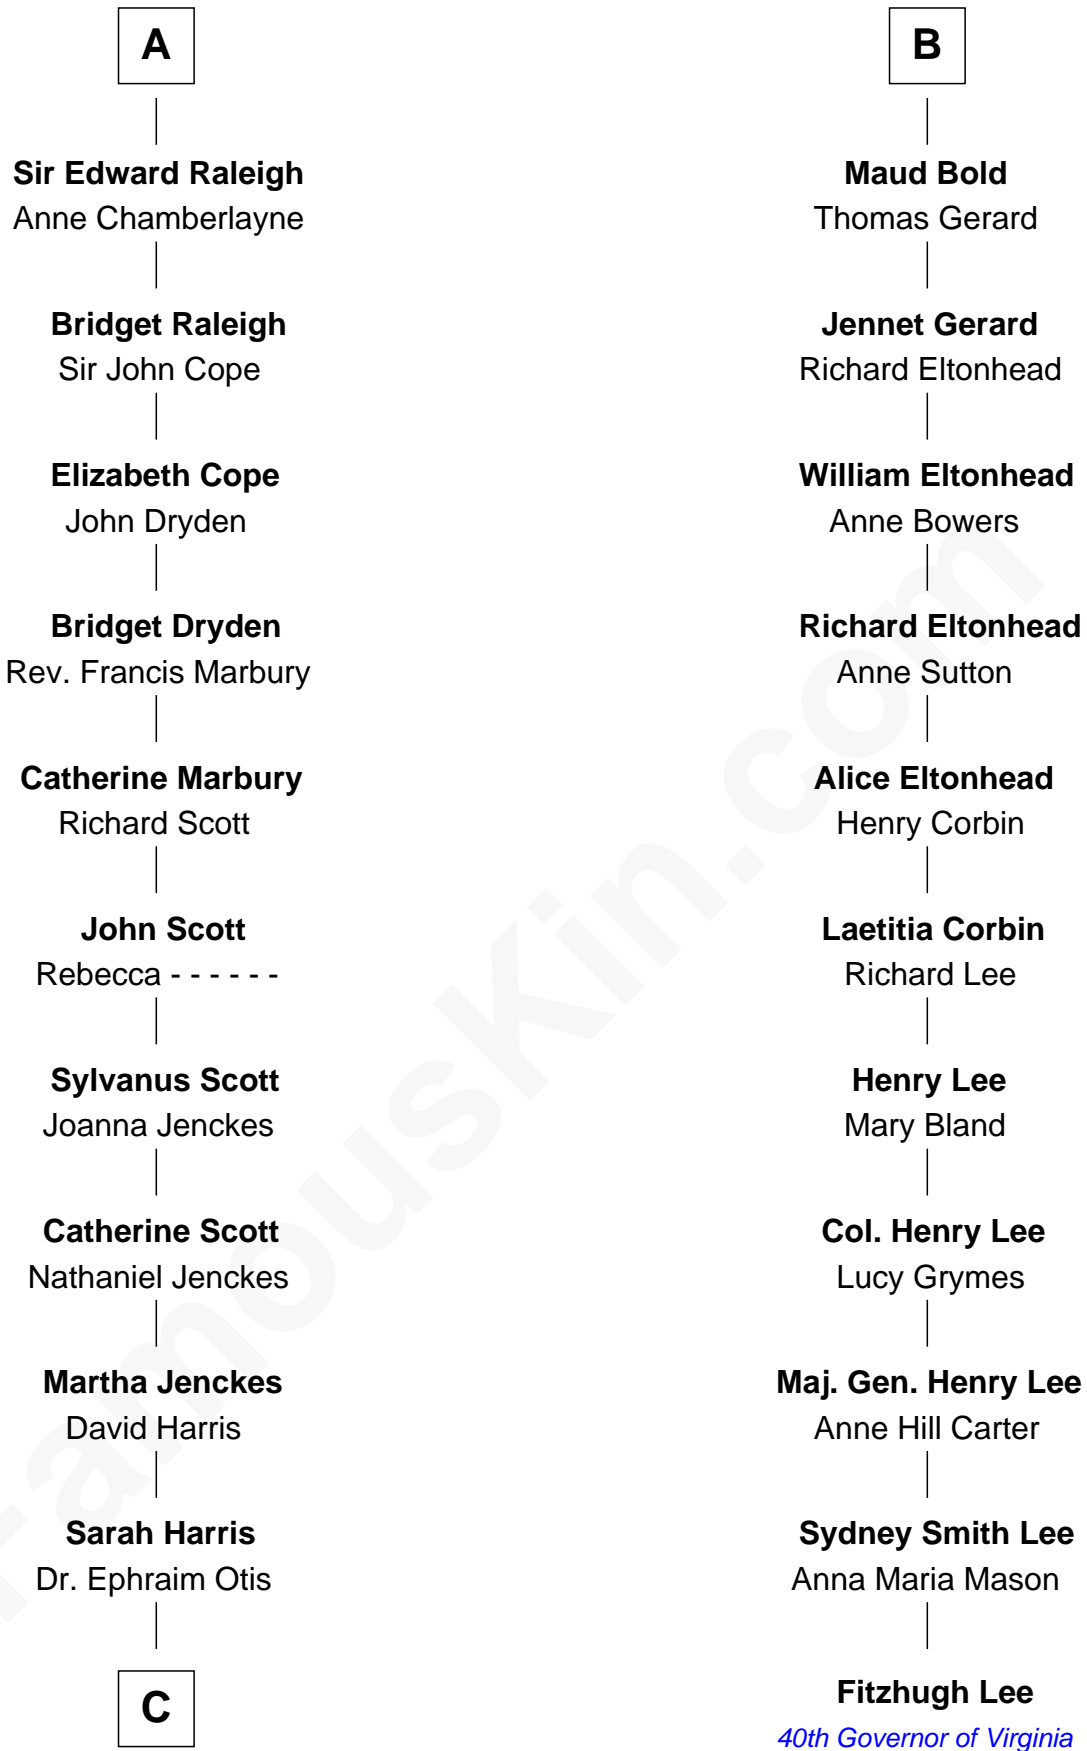 A
Sir Edward Raleigh
Anne Chamberlayne
Bridget Raleigh
Sir John Cope
Elizabeth Cope
John Dryden
Bridget Dryden
Rev. Francis Marbury
Catherine Marbury
Richard Scott
John Scott
Rebecca - - - - - -
Sylvanus Scott
Joanna Jenckes
Catherine Scott
Nathaniel Jenckes
Martha Jenckes
David Harris
Sarah Harris
Dr. Ephraim Otis
C
B
Maud Bold
Thomas Gerard
Jennet Gerard
Richard Eltonhead
William Eltonhead
Anne Bowers
Richard Eltonhead
Anne Sutton
Alice Eltonhead
Henry Corbin
Laetitia Corbin
Richard Lee
Henry Lee
Mary Bland
Col. Henry Lee
Lucy Grymes
Maj. Gen. Henry Lee
Anne Hill Carter
Sydney Smith Lee
Anna Maria Mason
Fitzhugh Lee
40th Governor of Virginia
FamousKin.com